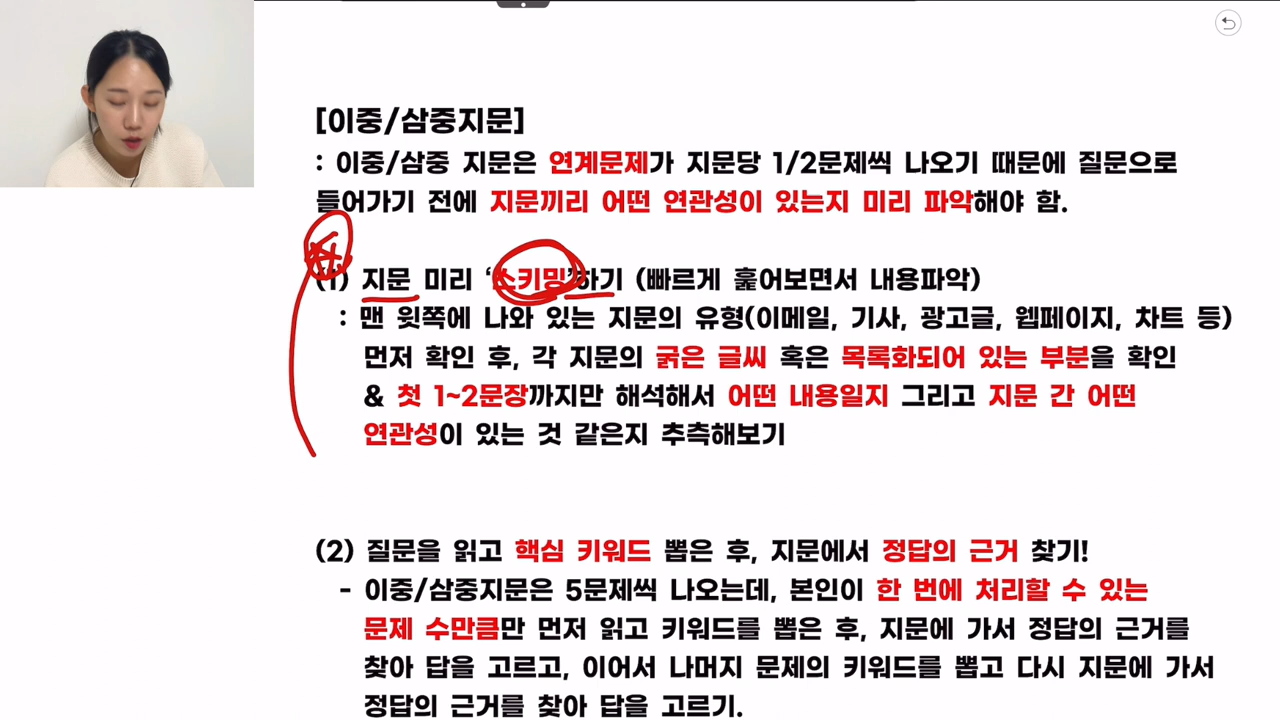 [이중/삼중지문]
: 이중/삼중 지문은 연계문제가 지문당 1/2문제씩 나오기 때문에 질문으로
들어가기 전에 지문끼리 어떤 연관성이 있는지 미리 파악해야 함.
(1) 지문 미리 '스키밍'하기 (빠르게 훑어보면서 내용파악)
: 맨 윗쪽에 나와 있는 지문의 유형(이메일, 기사, 광고글, 웹페이지, 차트 등)
먼저 확인 후, 각 지문의 굵은 글씨 혹은 목록화되어 있는 부분을 확인
& 첫 1~2문장까지만 해석해서 어떤 내용일지 그리고 지문 간 어떤
연관성이 있는 것 같은지 추측해보기
(2) 질문을 읽고 핵심 키워드 뽑은 후, 지문에서 정답의 근거 찾기!
- 이중/삼중지문은 5문제씩 나오는데, 본인이 한 번에 처리할 수 있는
문제 수만큼만 먼저 읽고 키워드를 뽑은 후, 지문에 가서 정답의 근거를
찾아 답을 고르고, 이어서 나머지 문제의 키워드를 뽑고 다시 지문에 가서
정답의 근거를 찾아 답을 고르기.